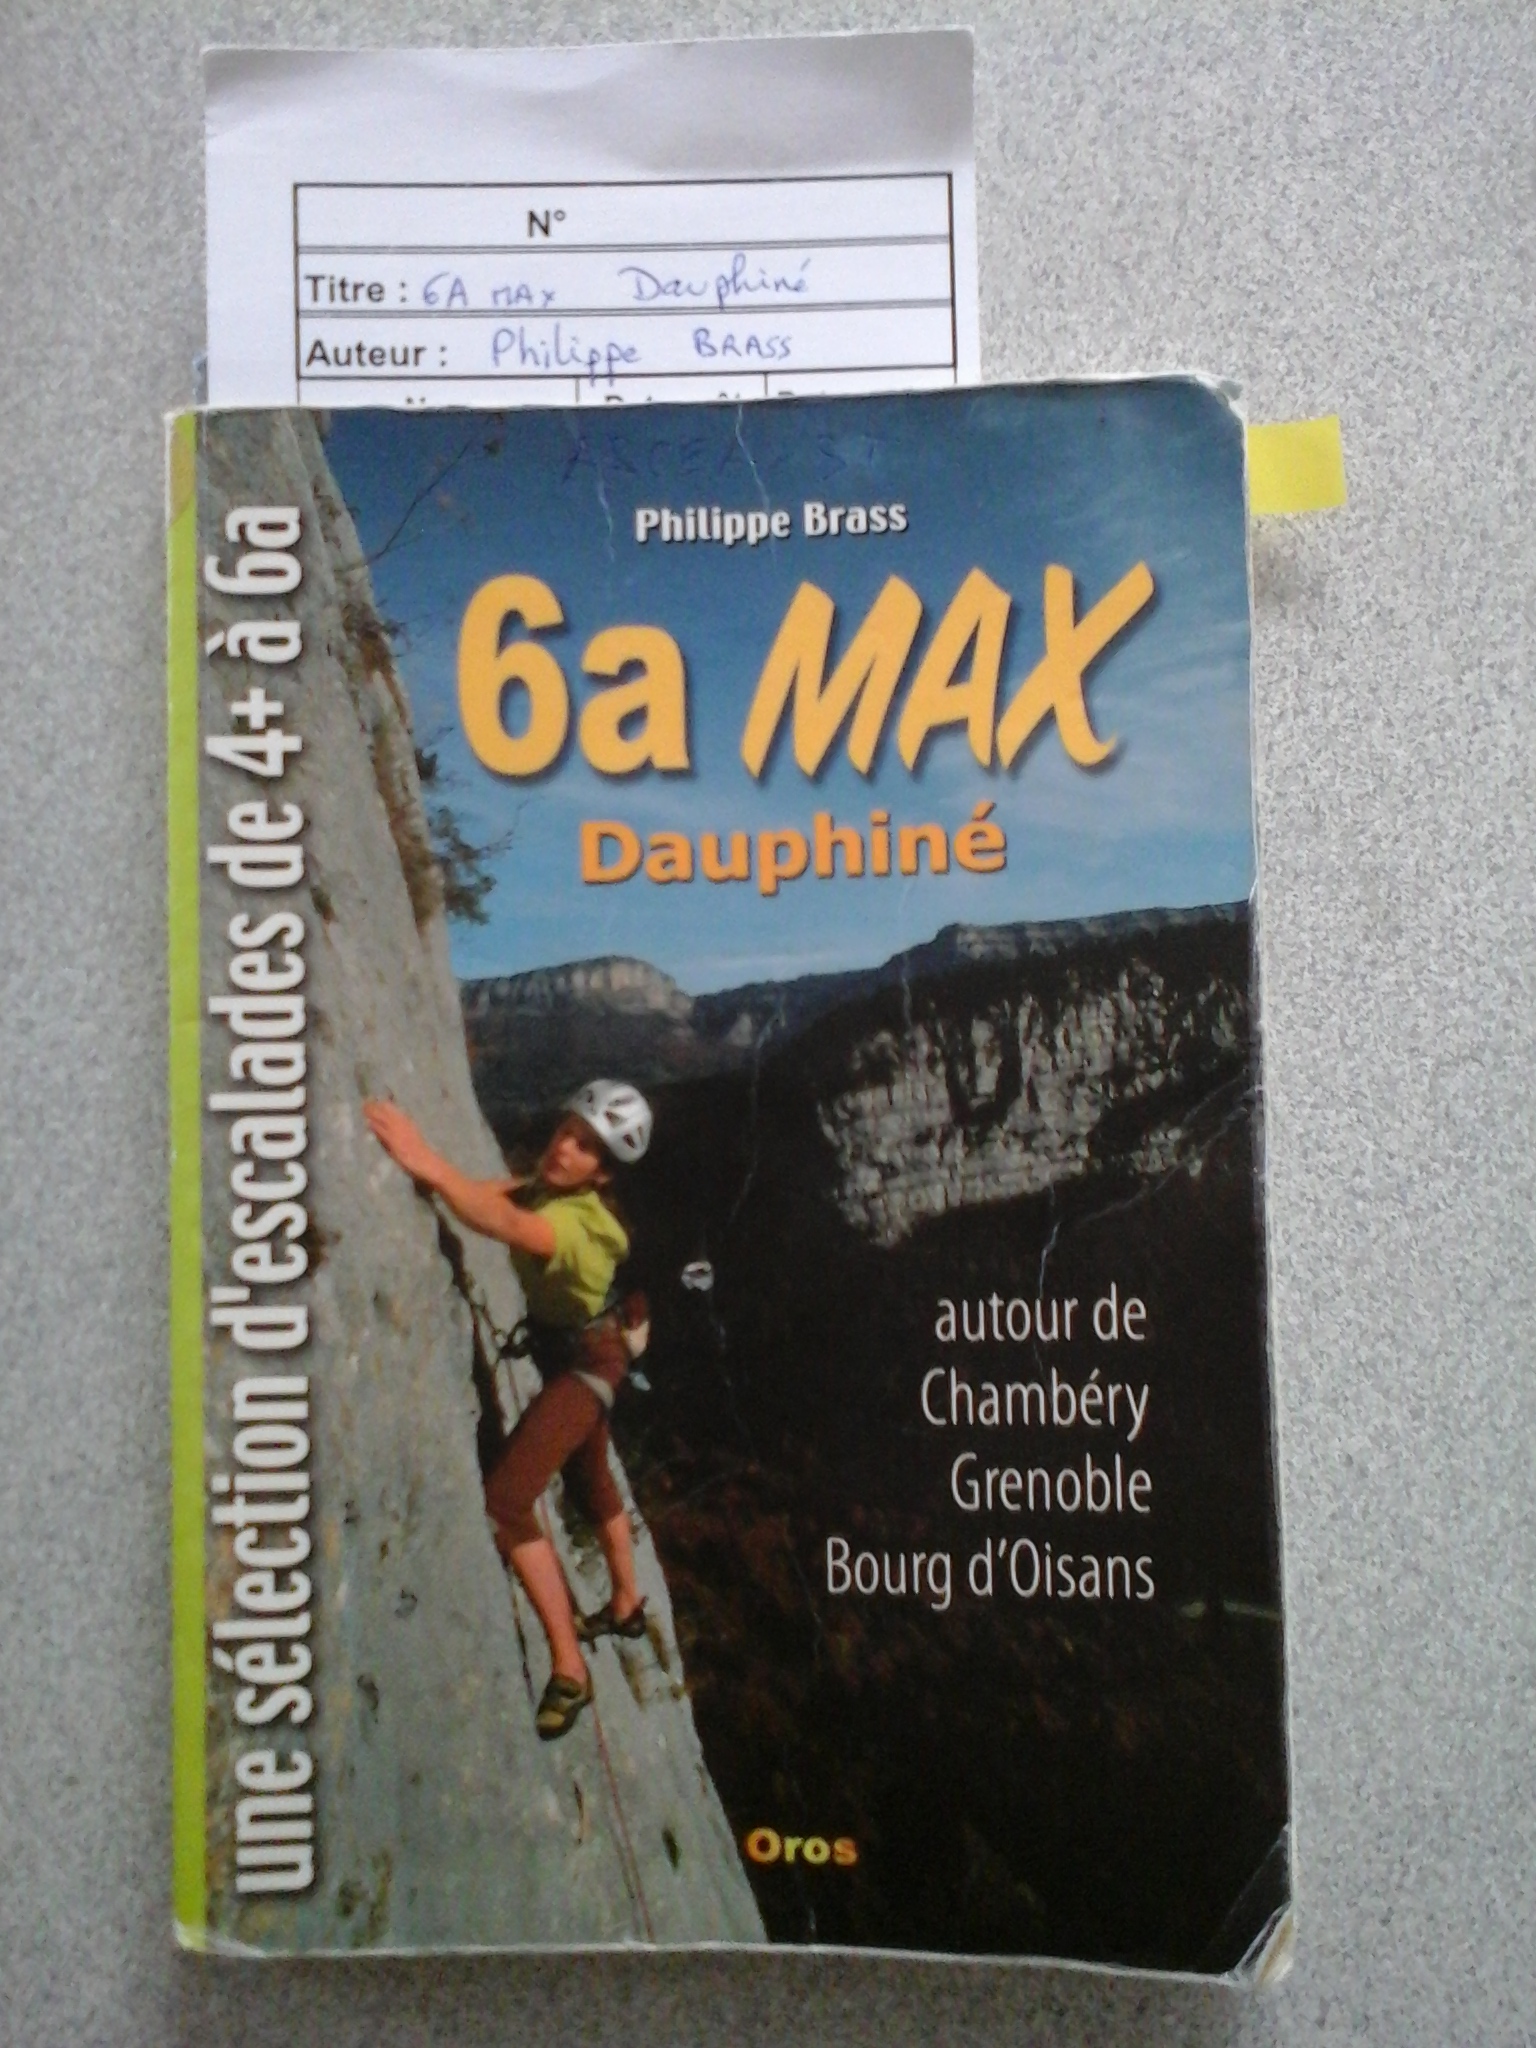 N°
Titre : 6A MAX Dauphiné
Auteur : Philippe BRASS
Philippe Brass
6a MAX
Dauphiné
une sélection d'escalades de 4+ à 6a
autour de
Chambéry
Grenoble
Bourg d'Oisans
Oros